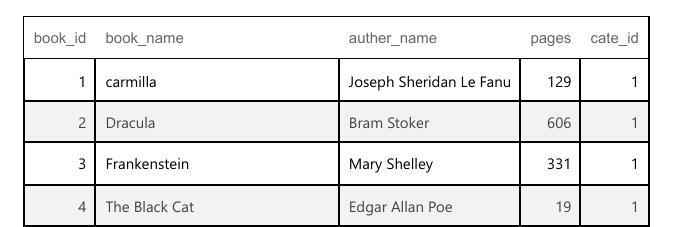 book_id book_name auther_name pages cate_id
1 carmilla Joseph Sheridan Le Fanu 129 1
2 Dracula Bram Stoker 606 1
3 Frankenstein Mary Shelley 331 1
4 The Black Cat Edgar Allan Poe 19 1